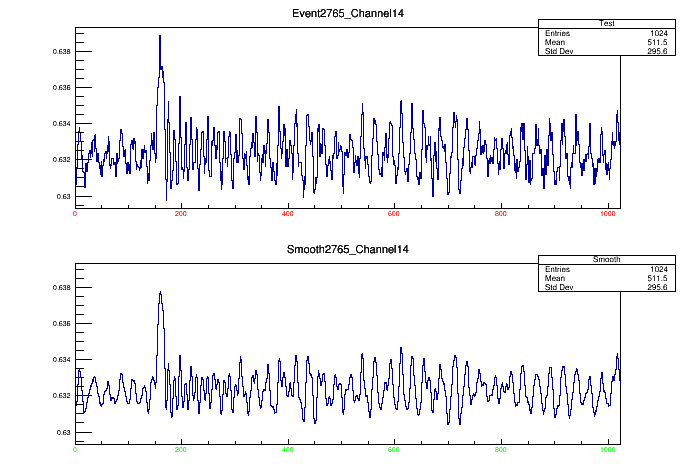 Event2765_Channel14
Test
Entries 1024
Mean 511.5
Std Dev 295.6
0.638
0.636
0.634
0.632
0.63
0 200 400 600 800 1000
Smooth2765_Channel14
Smooth
Entries 1024
Mean 511.5
Std Dev 295.6
0.638
0.636
0.634
0.632
0.63
0 200 400 600 800 1000